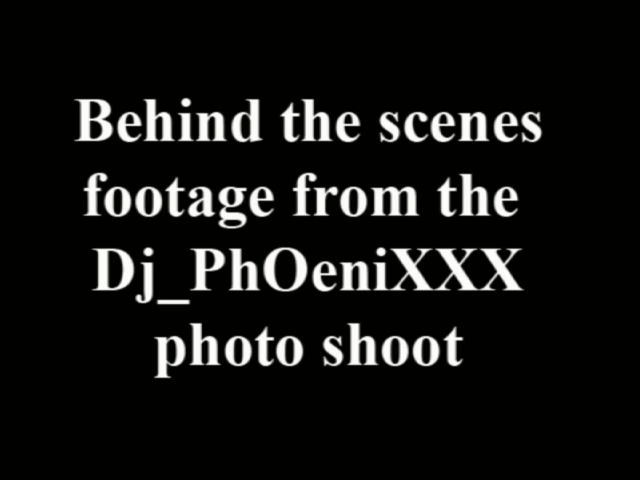 Behind the scenes
footage from the
Dj_PhOeniXXX
photo shoot